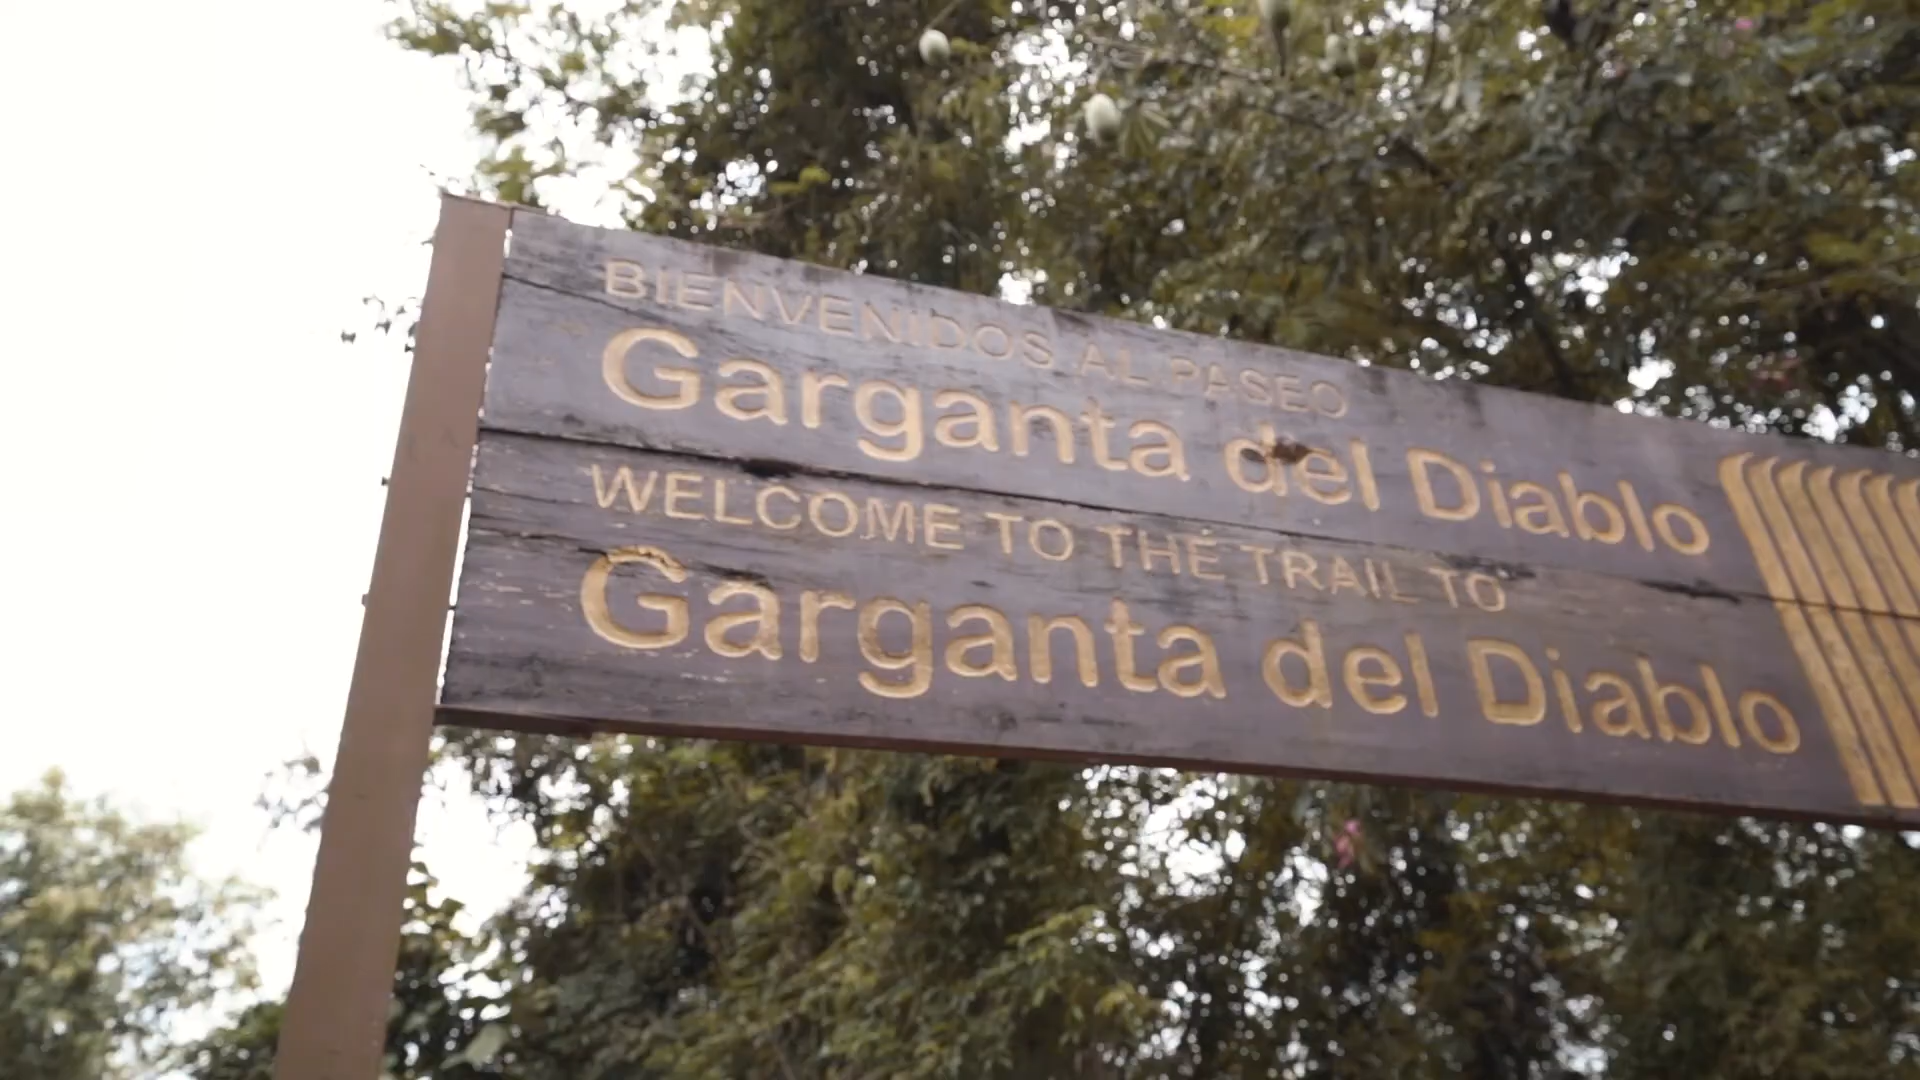 BIENVENIDOS AL PASEO
Garganta del Diablo
WELCOME TO THE TRAIL TO
Garganta del Diablo